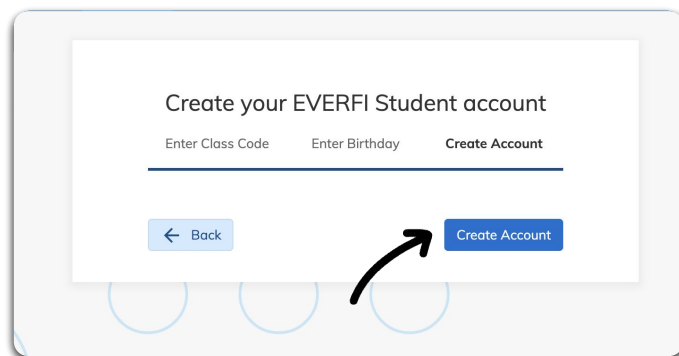 Create your EVERFI Student account
Enter Class Code Enter Birthday Create Account
← Back Create Account